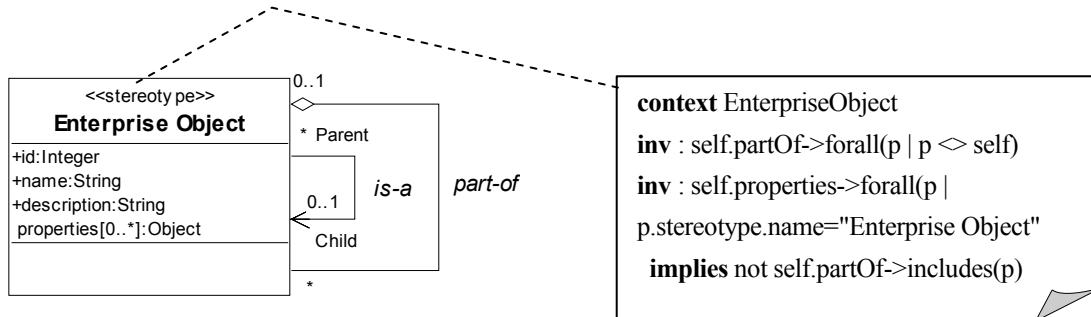 <<stereotype>>
Enterprise Object
+id:Integer
+name:String
+description:String
properties[0..*]:Object
0..1
* Parent
is-a
part-of
0..1
Child
*
context EnterpriseObject
inv : self.partOf->forall(p | p <> self)
inv : self.properties->forall(p |
p.stereotype.name="Enterprise Object"
implies not self.partOf->includes(p)